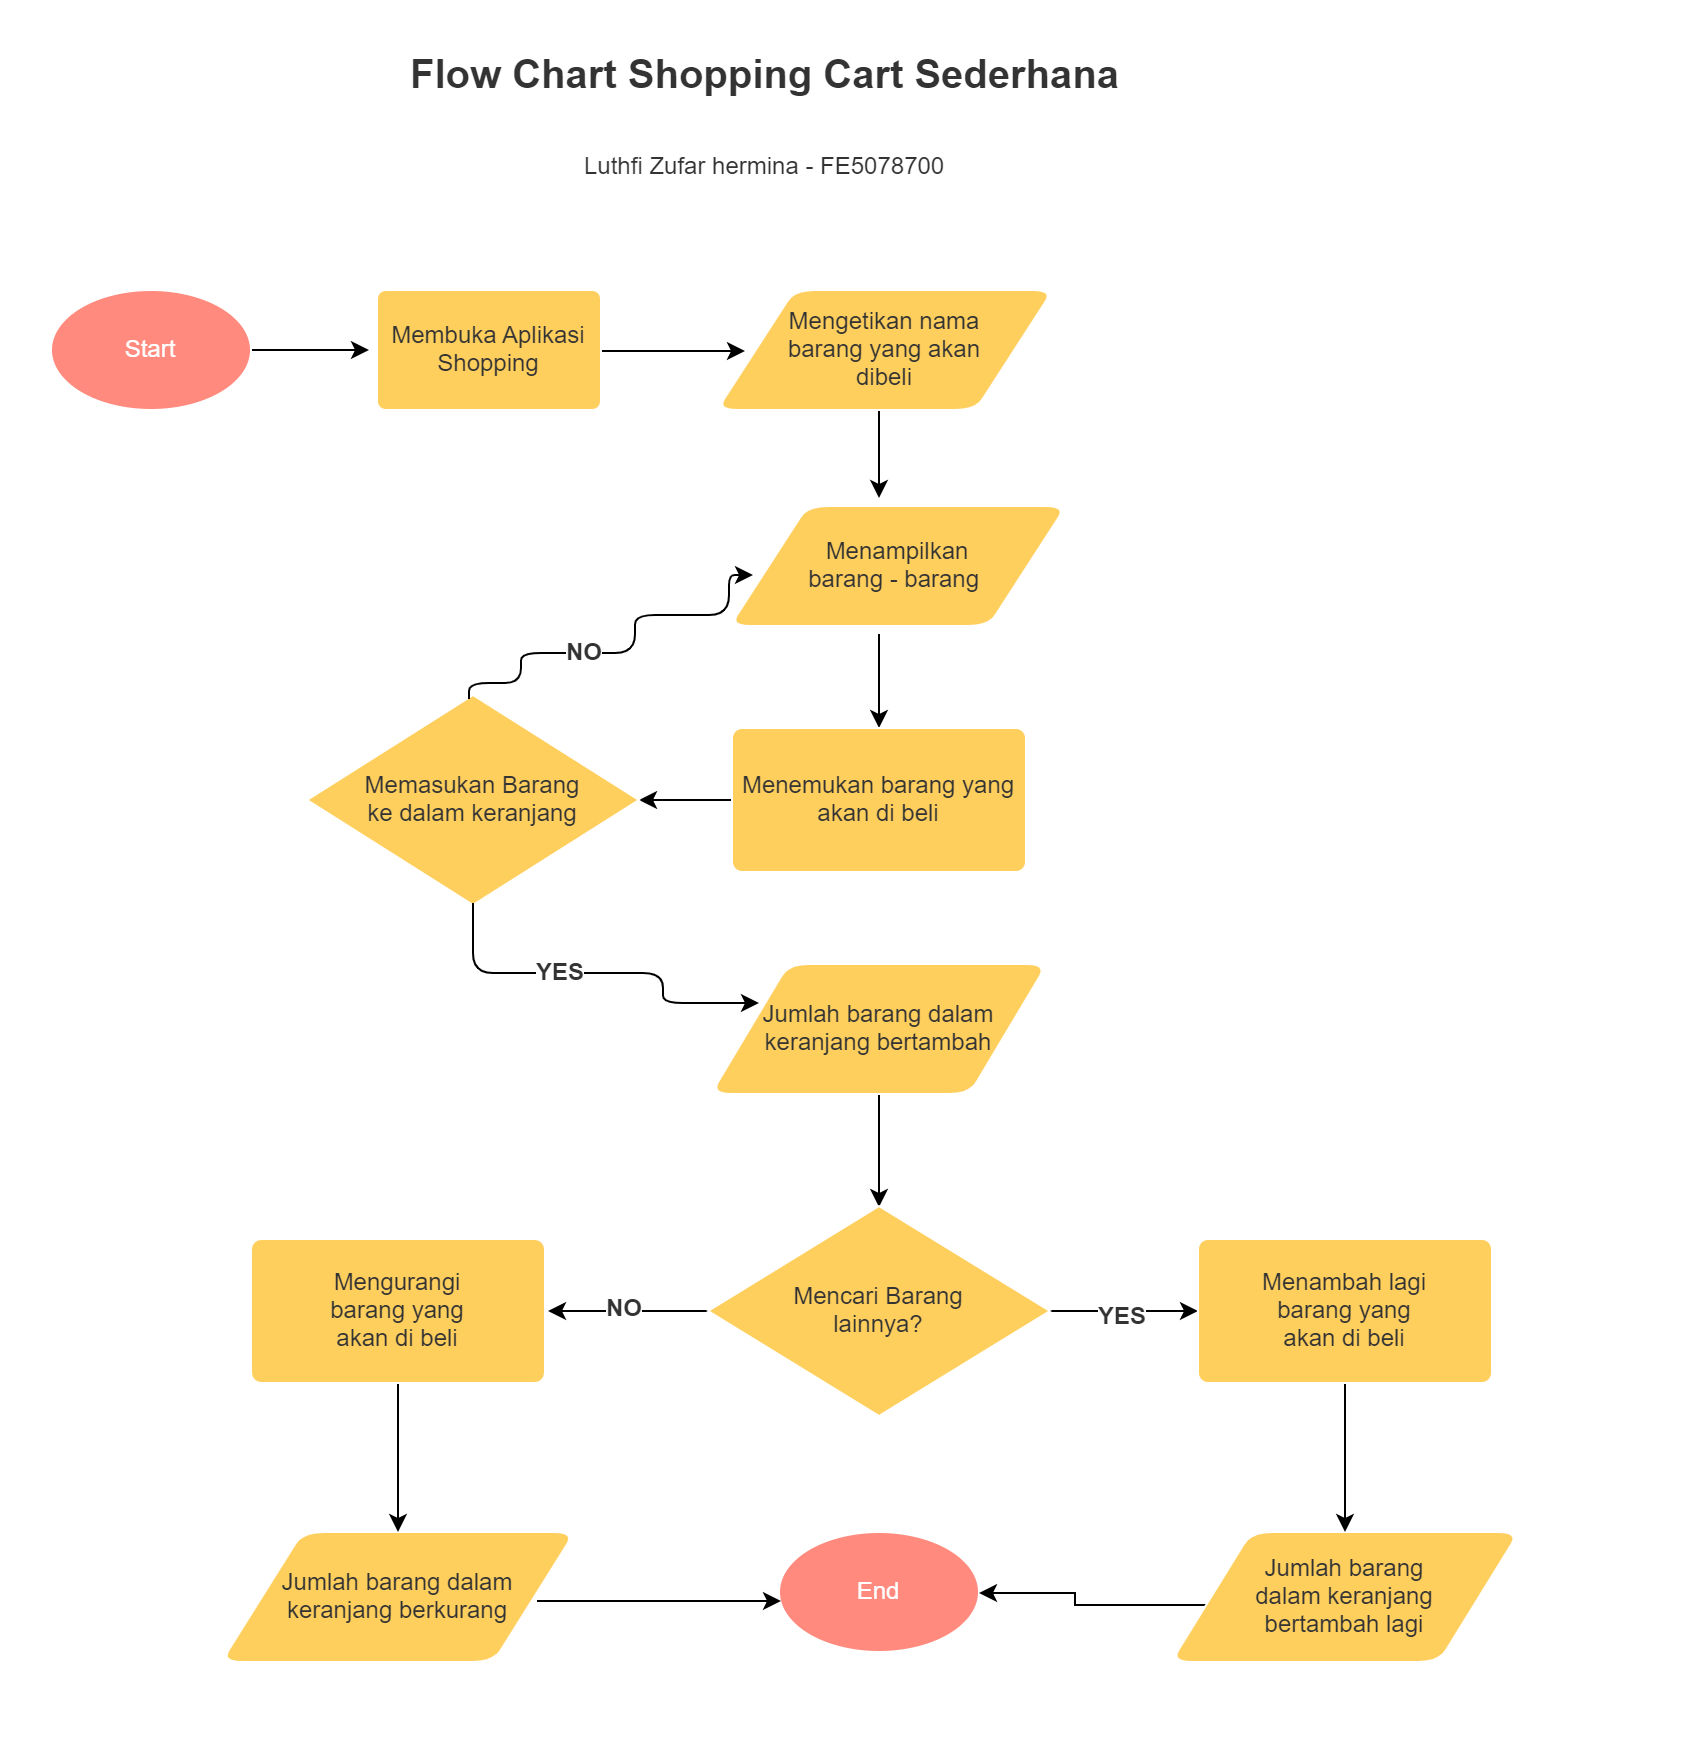 Flow Chart Shopping Cart Sederhana
Luthfi Zufar hermina - FE5078700
Start
Membuka Aplikasi
Shopping
Mengetikan nama
barang yang akan
dibeli
Menampilkan
barang - barang
NO
Memasukan Barang
ke dalam keranjang
Menemukan barang yang
akan di beli
YES
Jumlah barang dalam
keranjang bertambah
Mengurangi
barang yang
akan di beli
NO
Mencari Barang
lainnya?
YES
Menambah lagi
barang yang
akan di beli
Jumlah barang dalam
keranjang berkurang
End
Jumlah barang
dalam keranjang
bertambah lagi